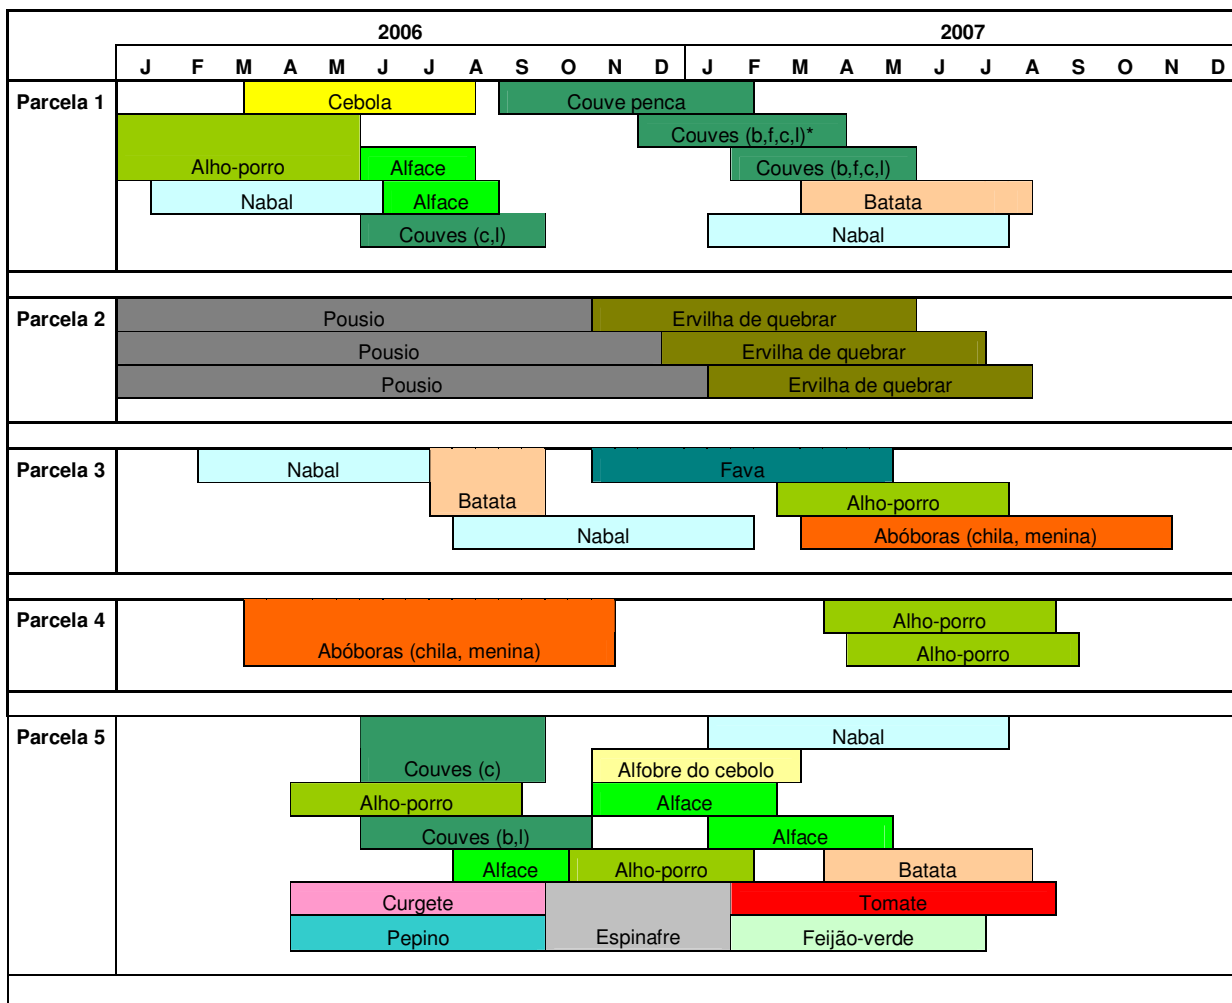 2006 2007
J F M A M J J A S O N D J F M A M J J A S O N D
Parcela 1 Cebola Couve penca
Couves (b,f,c,l)*
Alho-porro Alface Couves (b,f,c,l)
Nabal Alface Batata
Couves (c,l) Nabal
Parcela 2 Pousio Ervilha de quebrar
Pousio Ervilha de quebrar
Pousio Ervilha de quebrar
Parcela 3 Nabal Fava
Batata Alho-porro
Nabal Abóboras (chila, menina)
Parcela 4 Alho-porro
Abóboras (chila, menina) Alho-porro
Parcela 5 Nabal
Couves (c) Alfobre do cebolo
Alho-porro Alface
Couves (b,l) Alface
Alface Alho-porro Batata
Curgete Tomate
Pepino Espinafre Feijão-verde